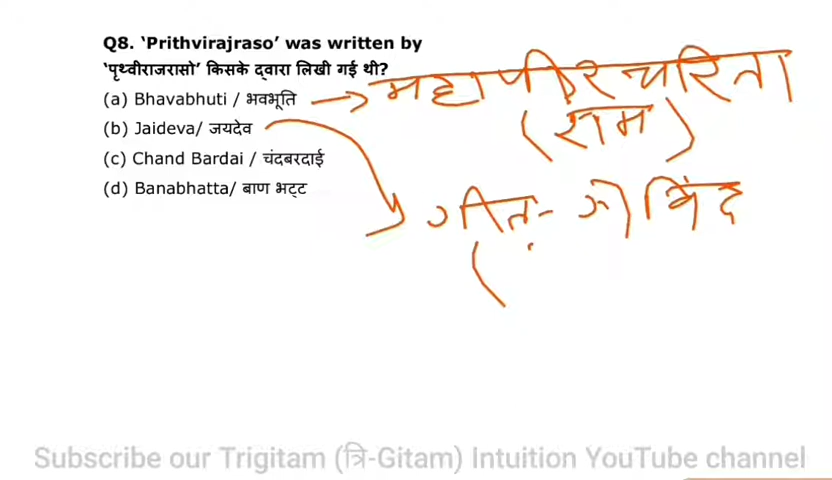 Q8. ‘Prithvirajraso’ was written by
‘पृथ्वीराजरासो’ किसके द्वारा लिखी गई थी?
(a) Bhavabhuti / भवभूति → महावीरचरिता
(राम)
(b) Jaideva/ जयदेव
(c) Chand Bardai / चंदबरदाई
(d) Banabhatta/ बाण भट्ट
गीत - गोविंद
(
Subscribe our Trigitam (त्रि-Gitam) Intuition YouTube channel